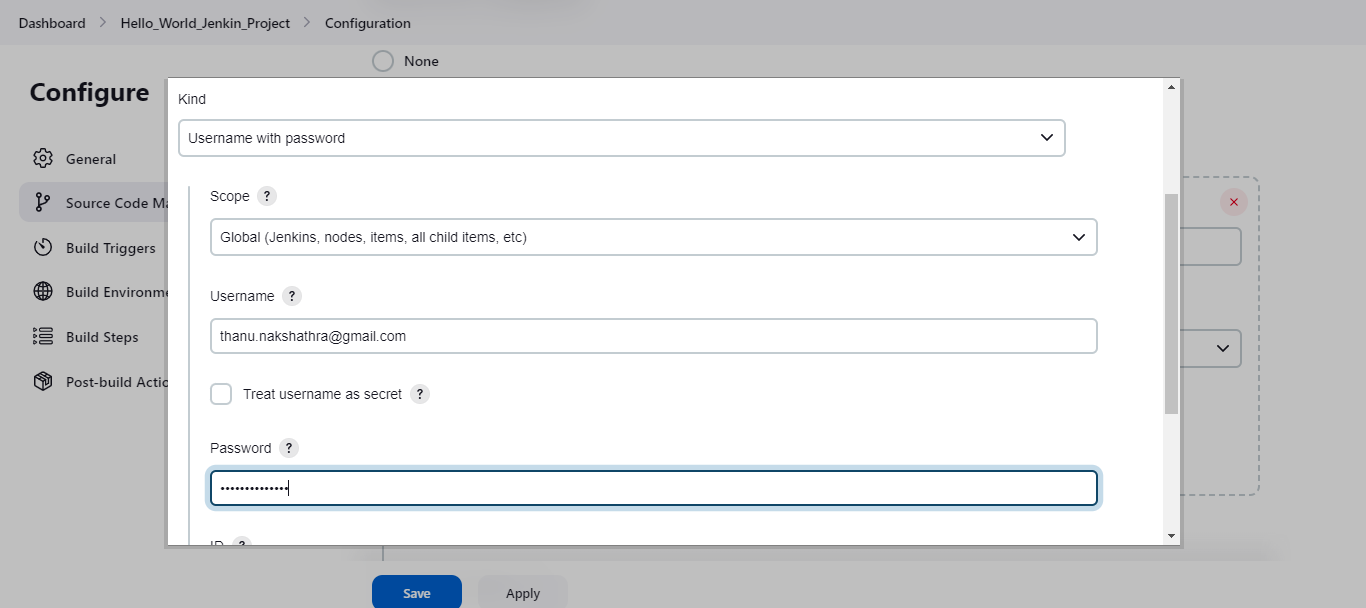 Dashboard > Hello_World_Jenkin_Project > Configuration
None
Configure
General
Source Code Ma
Build Triggers
Build Environme
Build Steps
Post-build Actio
Kind
Username with password
Scope ?
Global (Jenkins, nodes, items, all child items, etc)
Username ?
thanu.nakshathra@gmail.com
Treat username as secret ?
Password ?
••••••••••••••
ID ?
Save
Apply